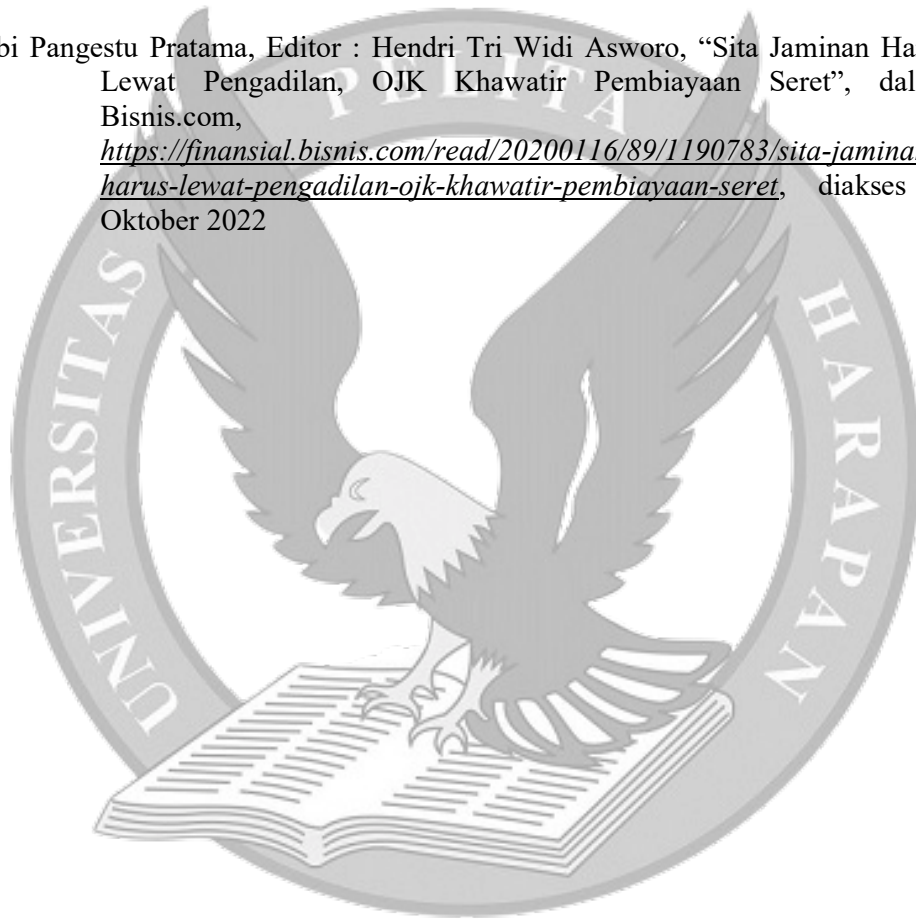 bi Pangestu Pratama, Editor : Hendri Tri Widi Asworo, “Sita Jaminan Ha
Lewat Pengadilan, OJK Khawatir Pembiayaan Seret”, dal
Bisnis.com,
https://finansial.bisnis.com/read/20200116/89/1190783/sita-jamina
harus-lewat-pengadilan-ojk-khawatir-pembiayaan-seret, diakses
Oktober 2022
UNIVERSITAS PELITA HARAPAN